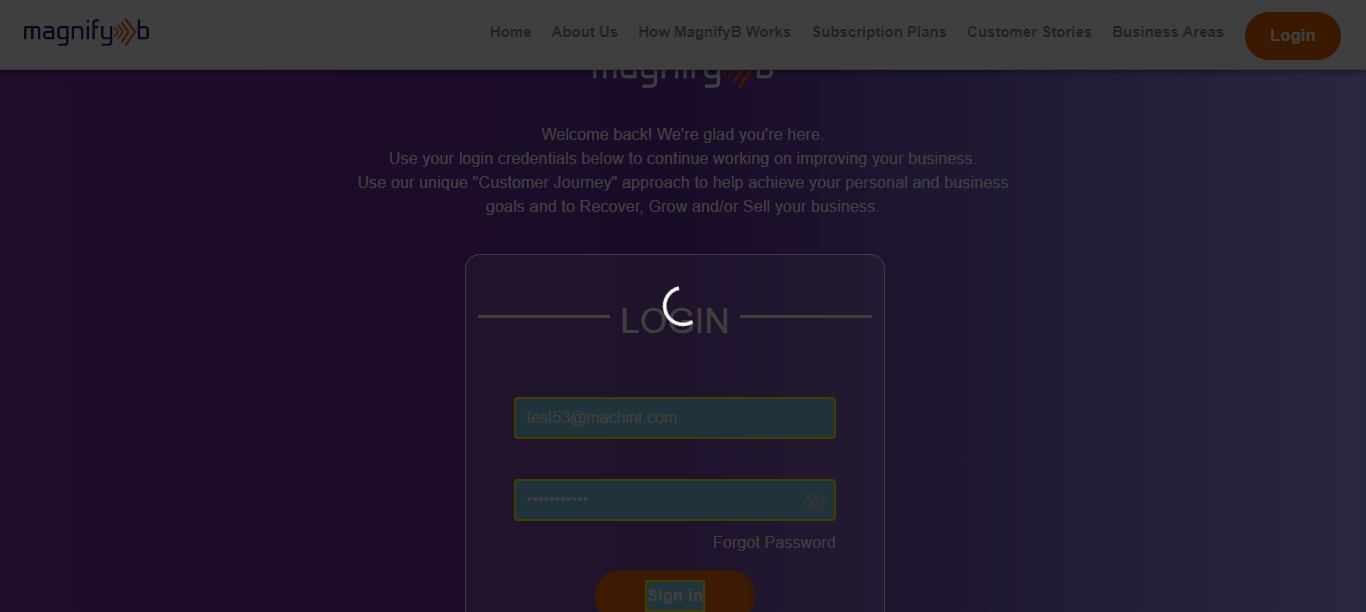 magnifyb
Home About Us How MagnifyB Works Subscription Plans Customer Stories Business Areas Login
magnifyb
Welcome back! We're glad you're here.
Use your login credentials below to continue working on improving your business.
Use our unique "Customer Journey" approach to help achieve your personal and business
goals and to Recover, Grow and/or Sell your business.
LOGIN
test53@machint.com
•••••••••••
Forgot Password
Sign in